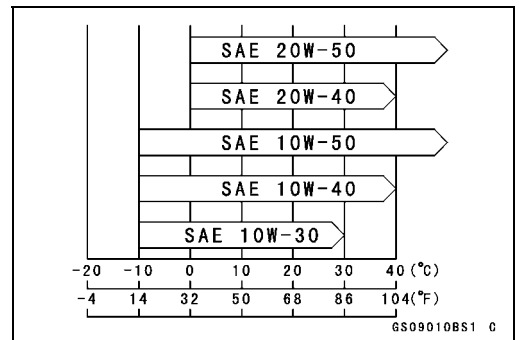 SAE 20W-50
SAE 20W-40
SAE 10W-50
SAE 10W-40
SAE 10W-30
-20 -10 0 10 20 30 40 (°C)
-4 14 32 50 68 86 104(°F)
GS09010BS1 C